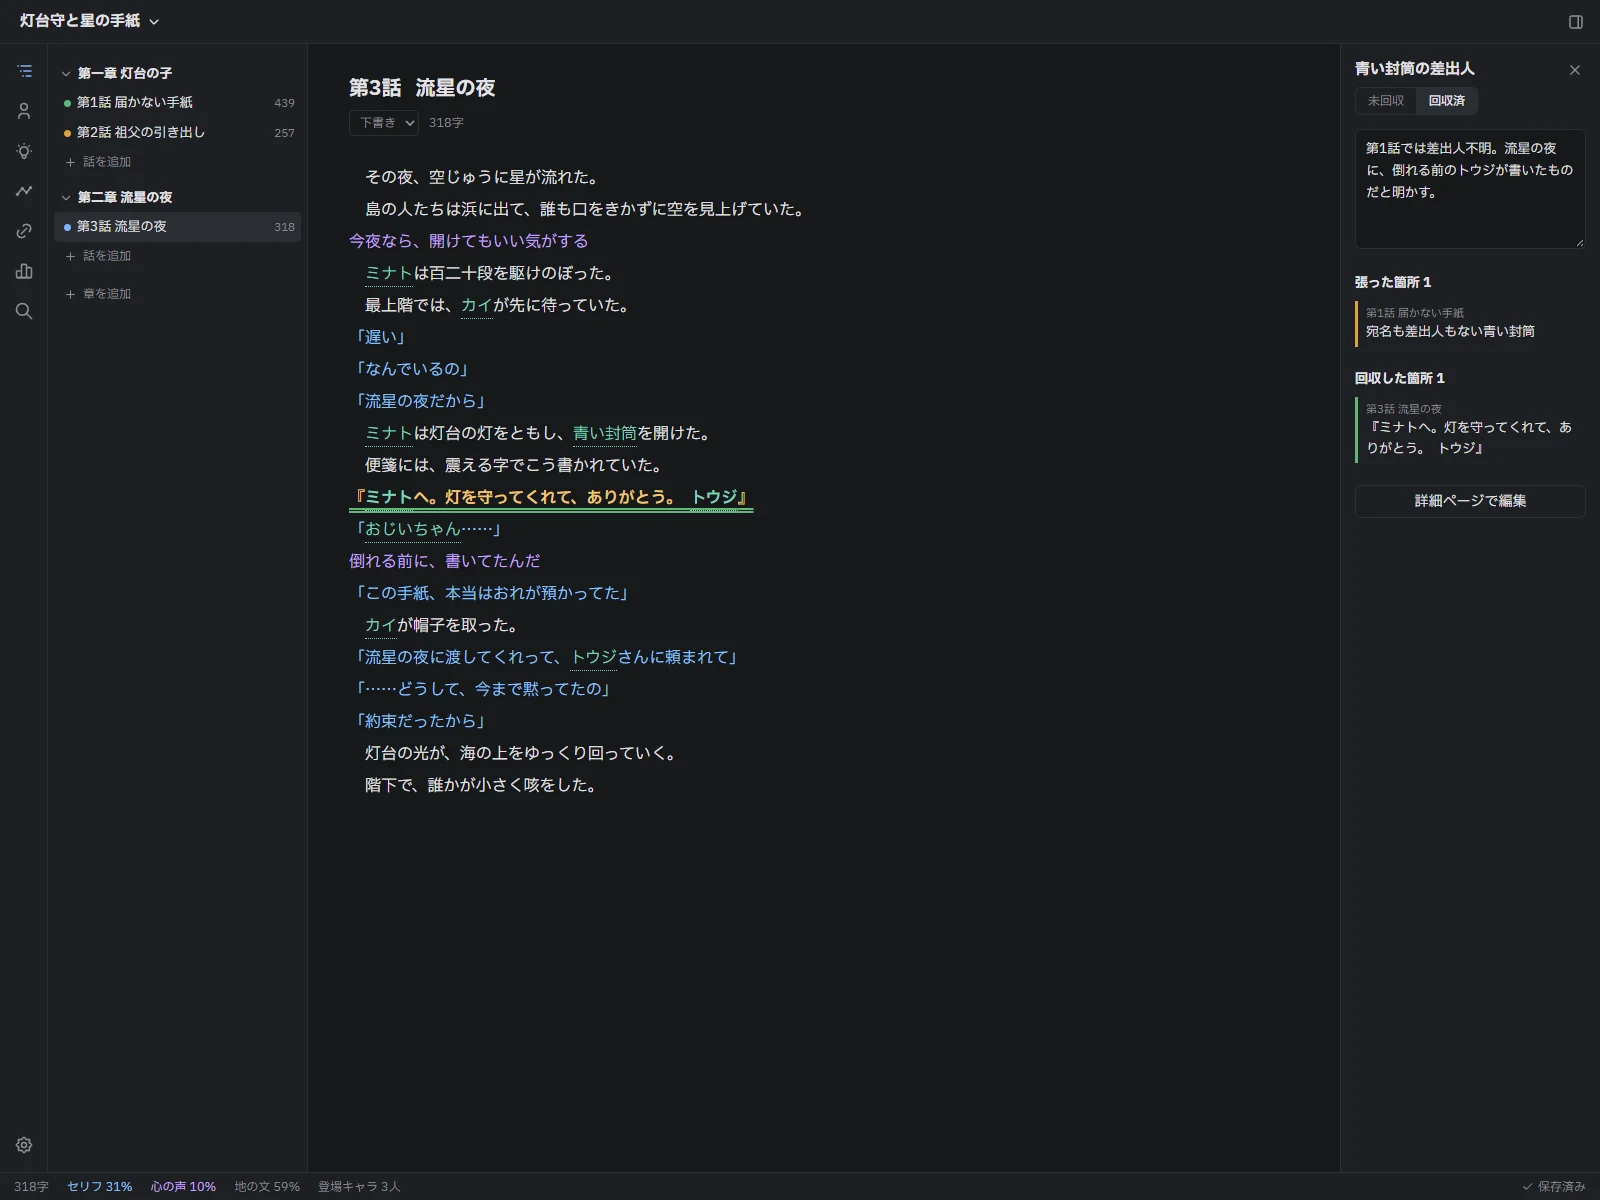 灯台守と星の手紙
第一章 灯台の子
第1話 届かない手紙 439
第2話 祖父の引き出し 257
＋ 話を追加
第二章 流星の夜
第3話 流星の夜 318
＋ 話を追加
＋ 章を追加
第3話 流星の夜
下書き 318字
その夜、空じゅうに星が流れた。
島の人たちは浜に出て、誰も口をきかずに空を見上げていた。
今夜なら、開けてもいい気がする
ミナトは百二十段を駆けのぼった。
最上階では、カイが先に待っていた。
「遅い」
「なんでいるの」
「流星の夜だから」
ミナトは灯台の灯をともし、青い封筒を開けた。
便箋には、震える字でこう書かれていた。
『ミナトへ。灯を守ってくれて、ありがとう。　トウジ』
「おじいちゃん……」
倒れる前に、書いてたんだ
「この手紙、本当はおれが預かってた」
カイが帽子を取った。
「流星の夜に渡してくれって、トウジさんに頼まれて」
「……どうして、今まで黙ってたの」
「約束だったから」
灯台の光が、海の上をゆっくり回っていく。
階下で、誰かが小さく咳をした。
青い封筒の差出人
未回収 回収済
第1話では差出人不明。流星の夜
に、倒れる前のトウジが書いたもの
だと明かす。
張った箇所 1
第1話 届かない手紙
宛名も差出人もない青い封筒
回収した箇所 1
第3話 流星の夜
『ミナトへ。灯を守ってくれて、あ
りがとう。　トウジ』
詳細ページで編集
318字 セリフ 31% 心の声 10% 地の文 59% 登場キャラ 3人
保存済み